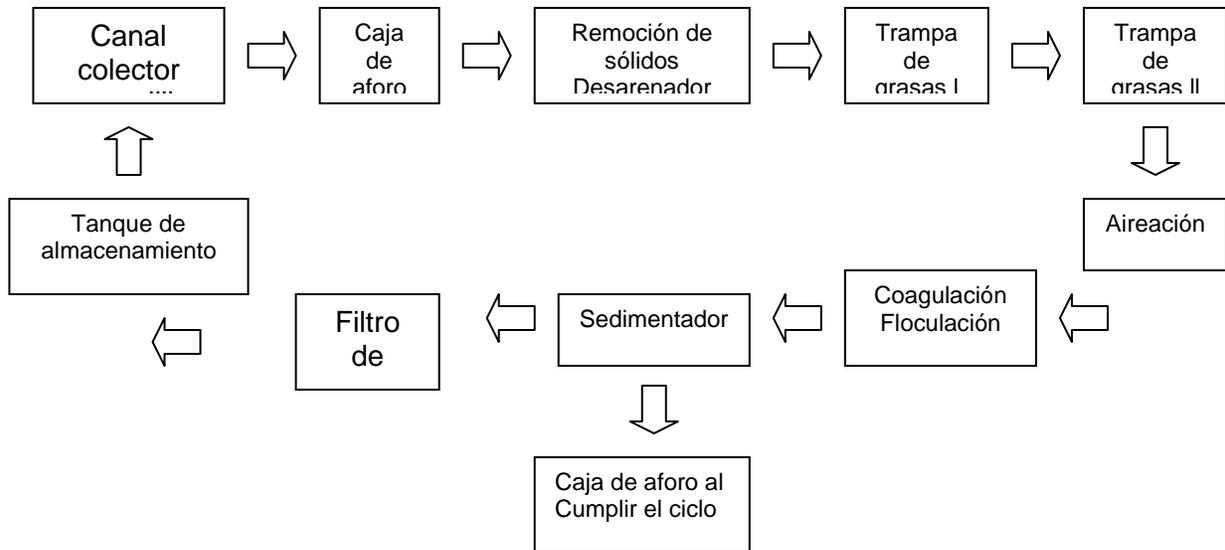 Canal
colector
Caja
de
aforo
Remoción de
sólidos
Desarenador
Trampa
de
grasas I
Trampa
de
grasas II
Tanque de
almacenamiento
Aireación
Filtro
de
Sedimentador
Coagulación
Floculación
Caja de aforo al
Cumplir el ciclo